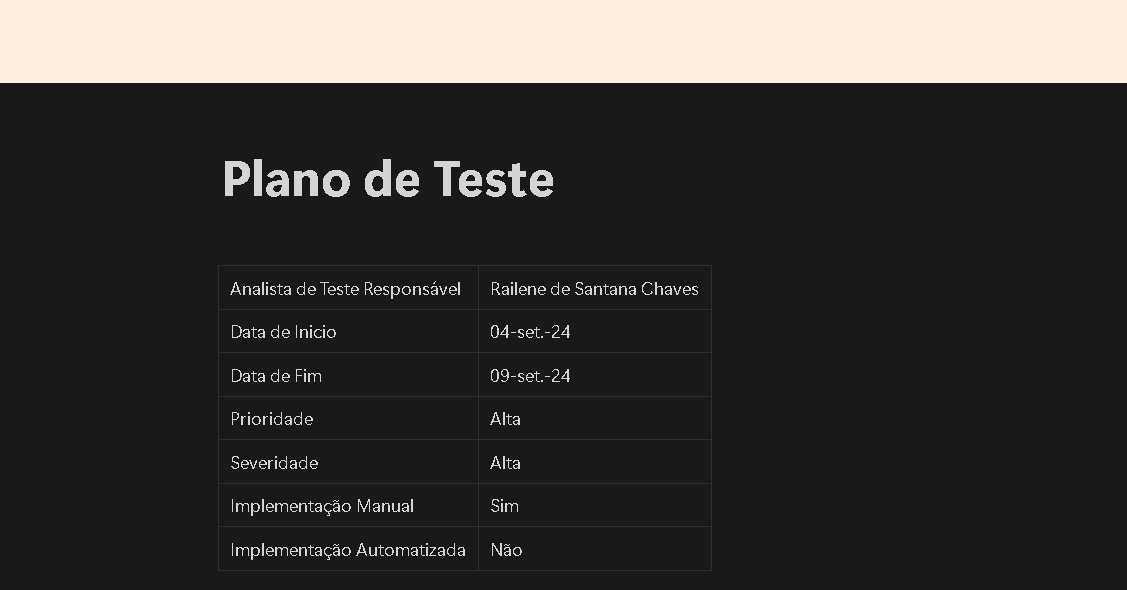 Plano de Teste
Analista de Teste Responsável Railene de Santana Chaves
Data de Inicio 04-set.-24
Data de Fim 09-set.-24
Prioridade Alta
Severidade Alta
Implementação Manual Sim
Implementação Automatizada Não